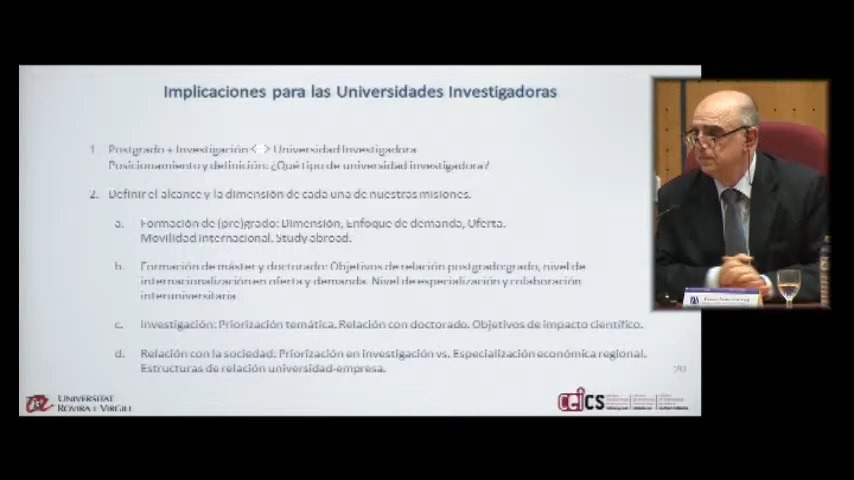 Implicaciones para las Universidades Investigadoras
1. Postgrado + Investigación <=> Universidad Investigadora
Posicionamiento y definición: ¿Qué tipo de universidad investigadora?
2. Definir el alcance y la dimensión de cada una de nuestras misiones.
a. Formación de (pre)grado: Dimensión, Enfoque de demanda, Oferta.
Movilidad Internacional. Study abroad.
b. Formación de máster y doctorado: Objetivos de relación postgrado:grado, nivel de
internacionalización en oferta y demanda. Nivel de especialización y colaboración
interuniversitaria
c. Investigación: Priorización temática. Relación con doctorado. Objetivos de impacto científico.
d. Relación con la sociedad. Priorización en investigación vs. Especialización económica regional.
Estructuras de relación universidad-empresa.
20
UNIVERSITAT
ROVIRA I VIRGILI
ceics